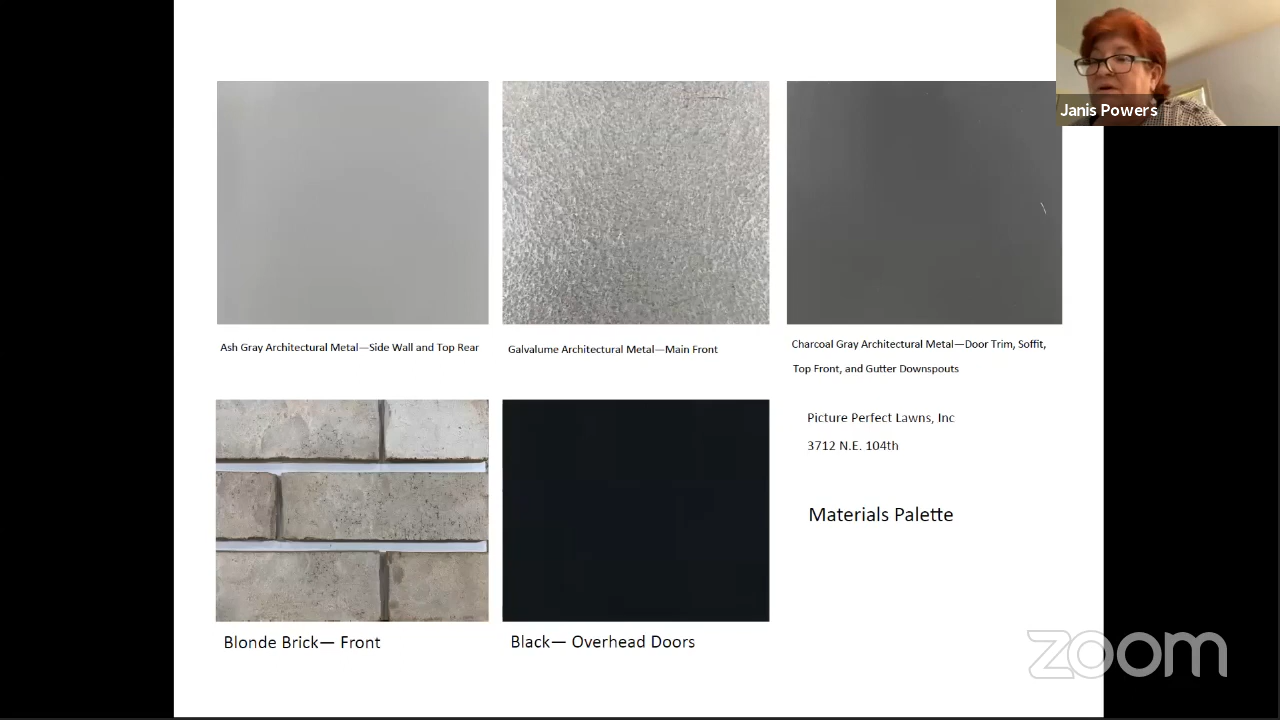 Janis Powers
Ash Gray Architectural Metal—Side Wall and Top Rear
Galvalume Architectural Metal—Main Front
Charcoal Gray Architectural Metal—Door Trim, Soffit,
Top Front, and Gutter Downspouts
Picture Perfect Lawns, Inc
3712 N.E. 104th
Materials Palette
Blonde Brick— Front
Black— Overhead Doors
zoom